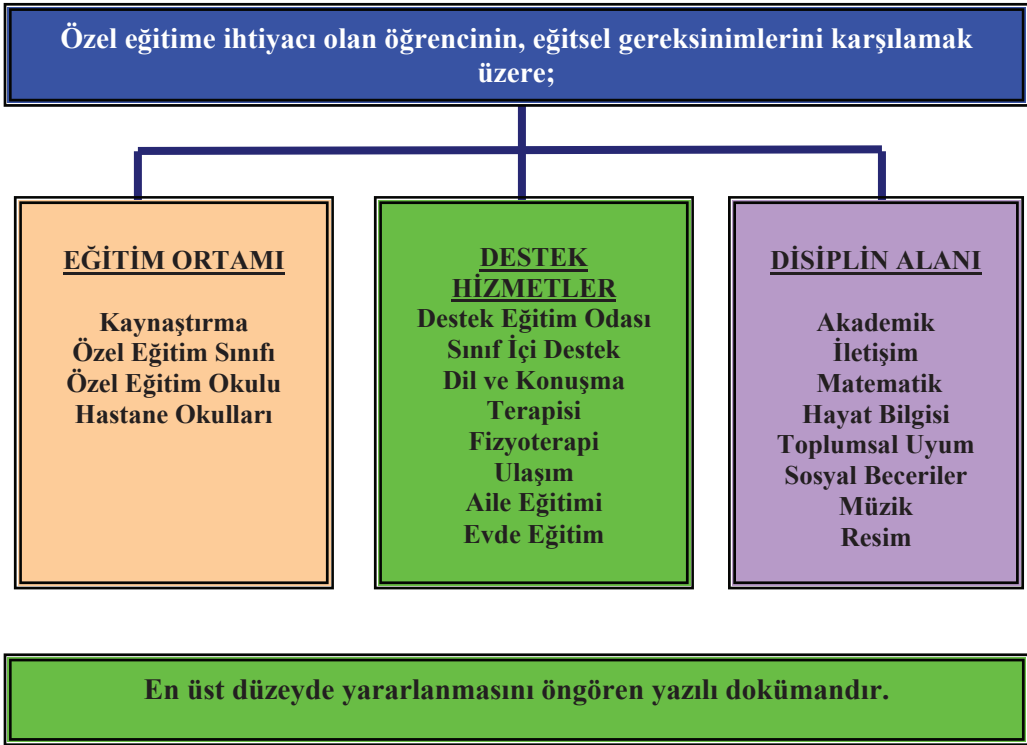 Özel eğitime ihtiyacı olan öğrencinin, eğitsel gereksinimlerini karşılamak
üzere;
EĞİTİM ORTAMI
Kaynaştırma
Özel Eğitim Sınıfı
Özel Eğitim Okulu
Hastane Okulları
DESTEK
HİZMETLER
Destek Eğitim Odası
Sınıf İçi Destek
Dil ve Konuşma
Terapisi
Fizyoterapi
Ulaşım
Aile Eğitimi
Evde Eğitim
DİSİPLİN ALANI
Akademik
İletişim
Matematik
Hayat Bilgisi
Toplumsal Uyum
Sosyal Beceriler
Müzik
Resim
En üst düzeyde yararlanmasını öngören yazılı dokümandır.